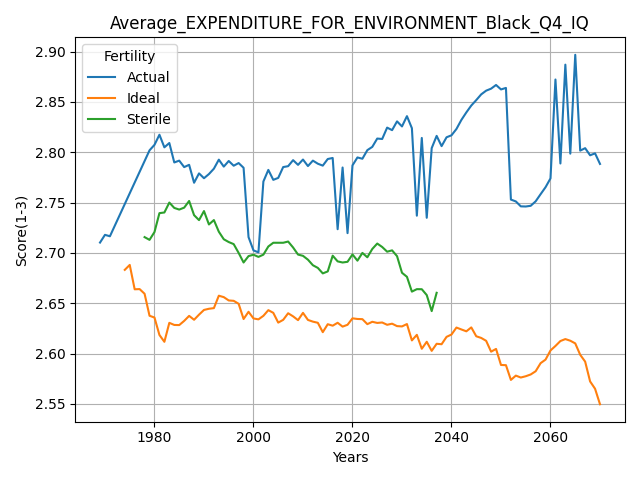 Average_EXPENDITURE_FOR_ENVIRONMENT_Black_Q4_IQ
Fertility
Actual
Ideal
Sterile
Score(1-3)
2.90
2.85
2.80
2.75
2.70
2.65
2.60
2.55
1980 2000 2020 2040 2060
Years